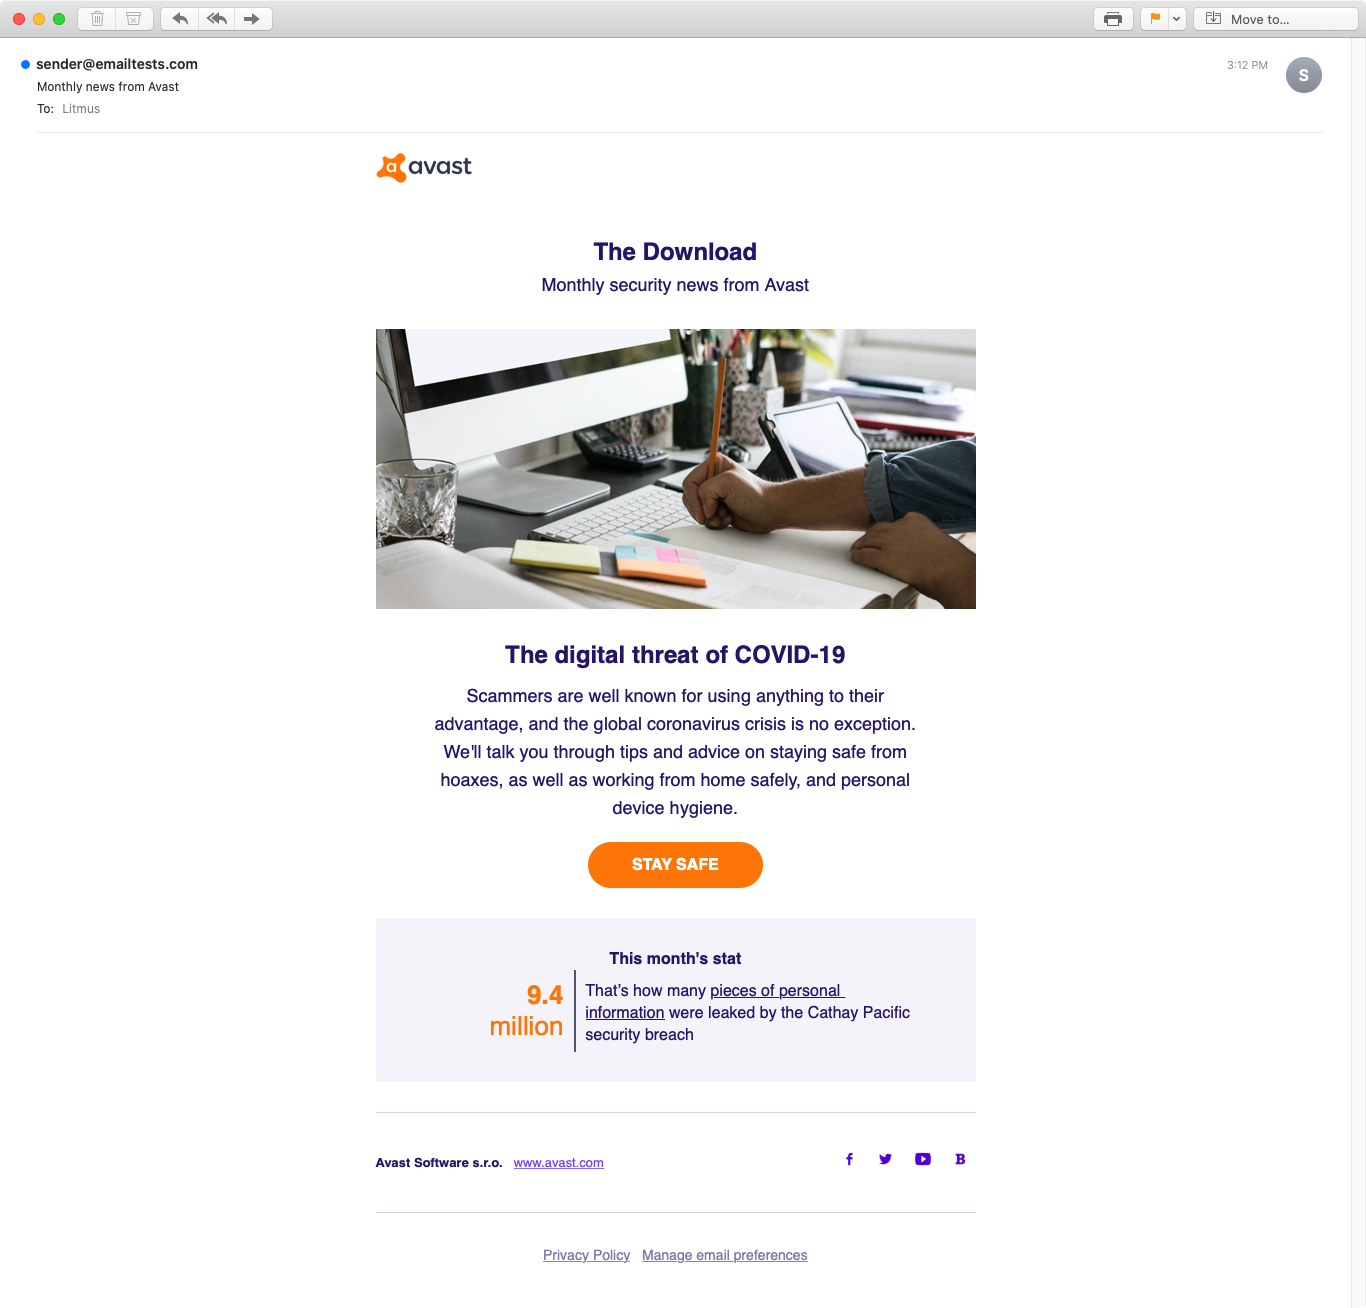 Move to...
sender@emailtests.com
3:12 PM
S
Monthly news from Avast
To: Litmus
a avast
The Download
Monthly security news from Avast
The digital threat of COVID-19
Scammers are well known for using anything to their
advantage, and the global coronavirus crisis is no exception.
We'll talk you through tips and advice on staying safe from
hoaxes, as well as working from home safely, and personal
device hygiene.
STAY SAFE
This month's stat
9.4
million
That’s how many pieces of personal
information were leaked by the Cathay Pacific
security breach
Avast Software s.r.o. www.avast.com
f B
Privacy Policy Manage email preferences